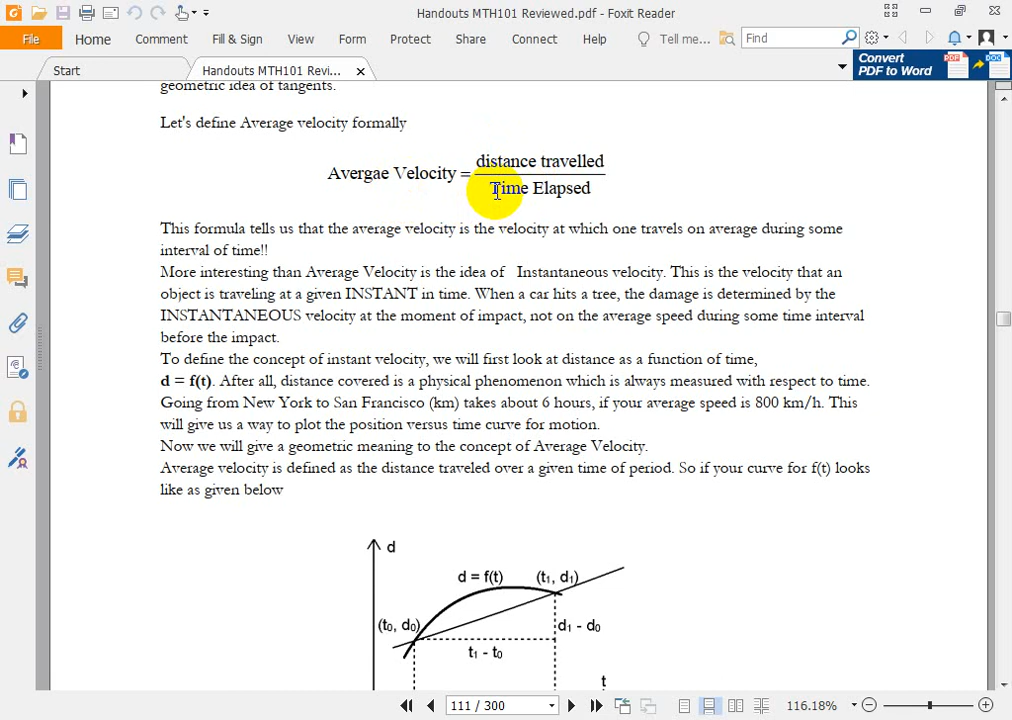 Handouts MTH101 Reviewed.pdf - Foxit Reader
File Home Comment Fill & Sign View Form Protect Share Connect Help Tell me... Find
Start Handouts MTH101 Revi... Convert
PDF to Word
geometric idea of tangents.
Let's define Average velocity formally
Avergae Velocity = distance travelled
Time Elapsed
This formula tells us that the average velocity is the velocity at which one travels on average during some
interval of time!!
More interesting than Average Velocity is the idea of Instantaneous velocity. This is the velocity that an
object is traveling at a given INSTANT in time. When a car hits a tree, the damage is determined by the
INSTANTANEOUS velocity at the moment of impact, not on the average speed during some time interval
before the impact.
To define the concept of instant velocity, we will first look at distance as a function of time,
d = f(t). After all, distance covered is a physical phenomenon which is always measured with respect to time.
Going from New York to San Francisco (km) takes about 6 hours, if your average speed is 800 km/h. This
will give us a way to plot the position versus time curve for motion.
Now we will give a geometric meaning to the concept of Average Velocity.
Average velocity is defined as the distance traveled over a given time of period. So if your curve for f(t) looks
like as given below
d
d = f(t) (t₁, d₁)
(t₀, d₀) d₁ - d₀
t₁ - t₀
t
111 / 300 116.18%